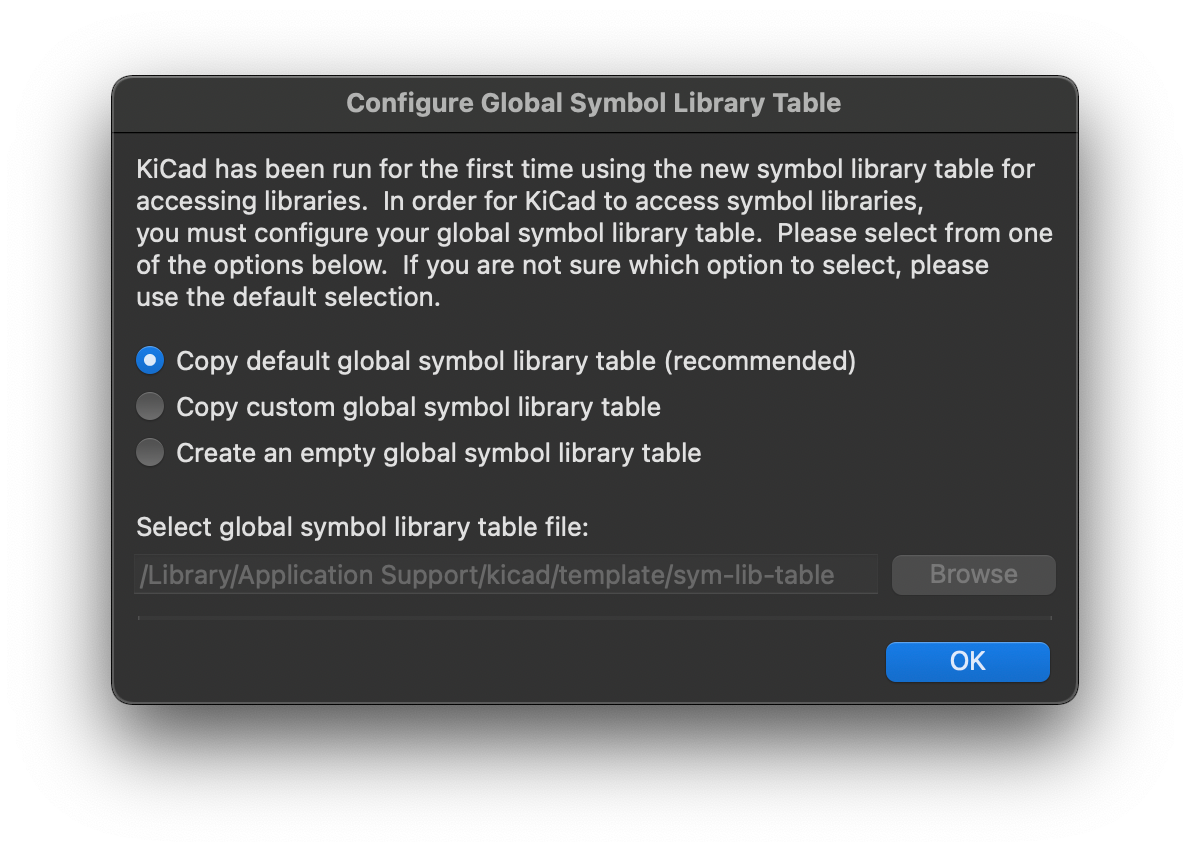 Configure Global Symbol Library Table
KiCad has been run for the first time using the new symbol library table for
accessing libraries.  In order for KiCad to access symbol libraries,
you must configure your global symbol library table.  Please select from one
of the options below.  If you are not sure which option to select, please
use the default selection.
Copy default global symbol library table (recommended)
Copy custom global symbol library table
Create an empty global symbol library table
Select global symbol library table file:
/Library/Application Support/kicad/template/sym-lib-table
Browse
OK